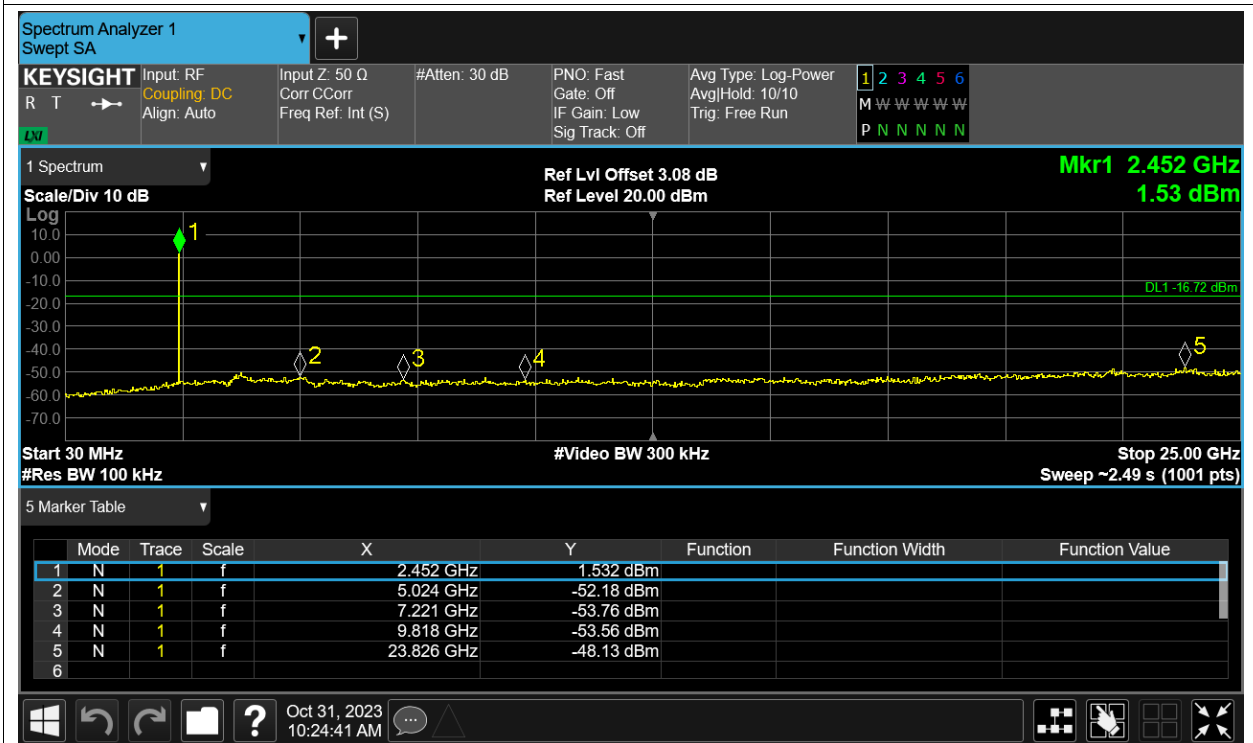 Spectrum Analyzer 1
Swept SA
+
KEYSIGHT
R T
LXI
Input: RF
Coupling: DC
Align: Auto
Input Z: 50 Ω
Corr CCorr
Freq Ref: Int (S)
#Atten: 30 dB
PNO: Fast
Gate: Off
IF Gain: Low
Sig Track: Off
Avg Type: Log-Power
Avg|Hold: 10/10
Trig: Free Run
1 2 3 4 5 6
M W W W W W
P N N N N N
1 Spectrum
Scale/Div 10 dB
Ref Lvl Offset 3.08 dB
Ref Level 20.00 dBm
Mkr1 2.452 GHz
1.53 dBm
Log
10.0
0.00
-10.0
-20.0
-30.0
-40.0
-50.0
-60.0
-70.0
1
DL1 -16.72 dBm
2
3
4
5
Start 30 MHz
#Video BW 300 kHz
Stop 25.00 GHz
#Res BW 100 kHz
Sweep ~2.49 s (1001 pts)
5 Marker Table
Mode Trace Scale X Y Function Function Width Function Value
1 N 1 f 2.452 GHz 1.532 dBm
2 N 1 f 5.024 GHz -52.18 dBm
3 N 1 f 7.221 GHz -53.76 dBm
4 N 1 f 9.818 GHz -53.56 dBm
5 N 1 f 23.826 GHz -48.13 dBm
6
?
Oct 31, 2023
10:24:41 AM